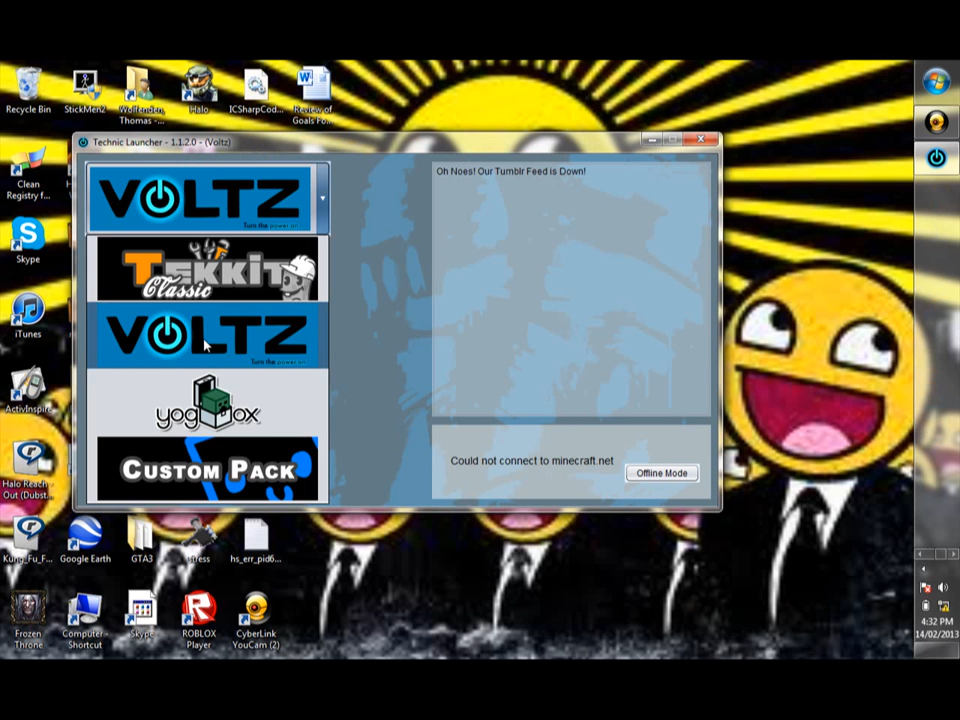 Recycle Bin
StickMen2
Wolfenden, Thomas -...
Halo
ICSharpCod...
Review of Goals Fo...
Technic Launcher - 1.1.2.0 - (Voltz)
VOLTZ
Turn the power on
Oh Noes! Our Tumblr Feed is Down!
Clean Registry f...
TEKKIT
Classic
Skype
VOLTZ
Turn the power on
iTunes
yogbox
ActivInspire
Custom Pack
Could not connect to minecraft.net
Offline Mode
Halo Reach Out (Dubst...
Kung_Fu_F...
Google Earth
GTA3
hs_err_pid6...
Frozen Throne
Computer - Shortcut
Skype
ROBLOX Player
CyberLink YouCam (2)
4:32 PM
14/02/2013